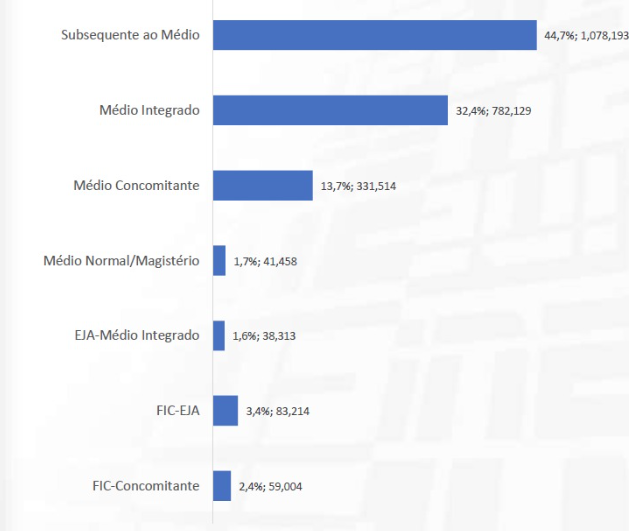 Subsequente ao Médio 44,7%; 1,078,193
Médio Integrado 32,4%; 782,129
Médio Concomitante 13,7%; 331,514
Médio Normal/Magistério 1,7%; 41,458
EJA-Médio Integrado 1,6%; 38,313
FIC-EJA 3,4%; 83,214
FIC-Concomitante 2,4%; 59,004